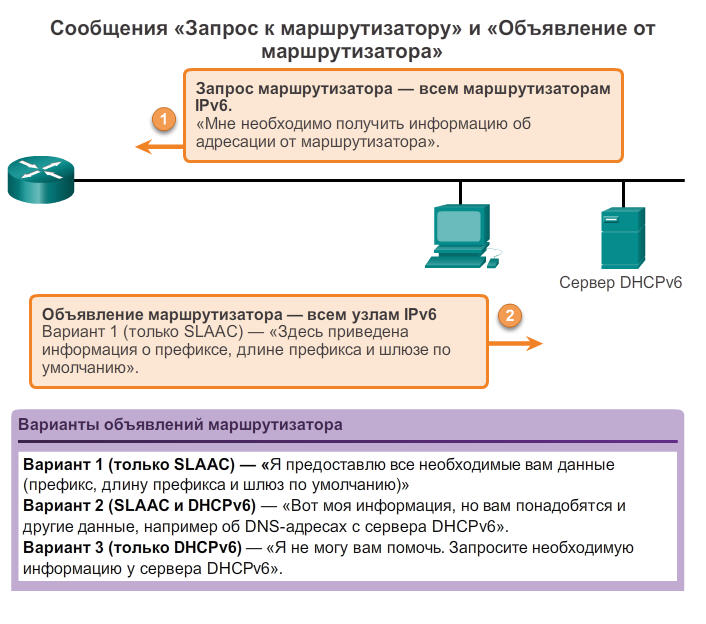 Сообщения «Запрос к маршрутизатору» и «Объявление от
маршрутизатора»
Запрос маршрутизатора — всем маршрутизаторам
IPv6.
«Мне необходимо получить информацию об
адресации от маршрутизатора».
1
Сервер DHCPv6
Объявление маршрутизатора — всем узлам IPv6
Вариант 1 (только SLAAC) — «Здесь приведена
информация о префиксе, длине префикса и шлюзе по
умолчанию».
2
Варианты объявлений маршрутизатора
Вариант 1 (только SLAAC) — «Я предоставлю все необходимые вам данные
(префикс, длину префикса и шлюз по умолчанию)»
Вариант 2 (SLAAC и DHCPv6) — «Вот моя информация, но вам понадобятся и
другие данные, например об DNS-адресах с сервера DHCPv6».
Вариант 3 (только DHCPv6) — «Я не могу вам помочь. Запросите необходимую
информацию у сервера DHCPv6».